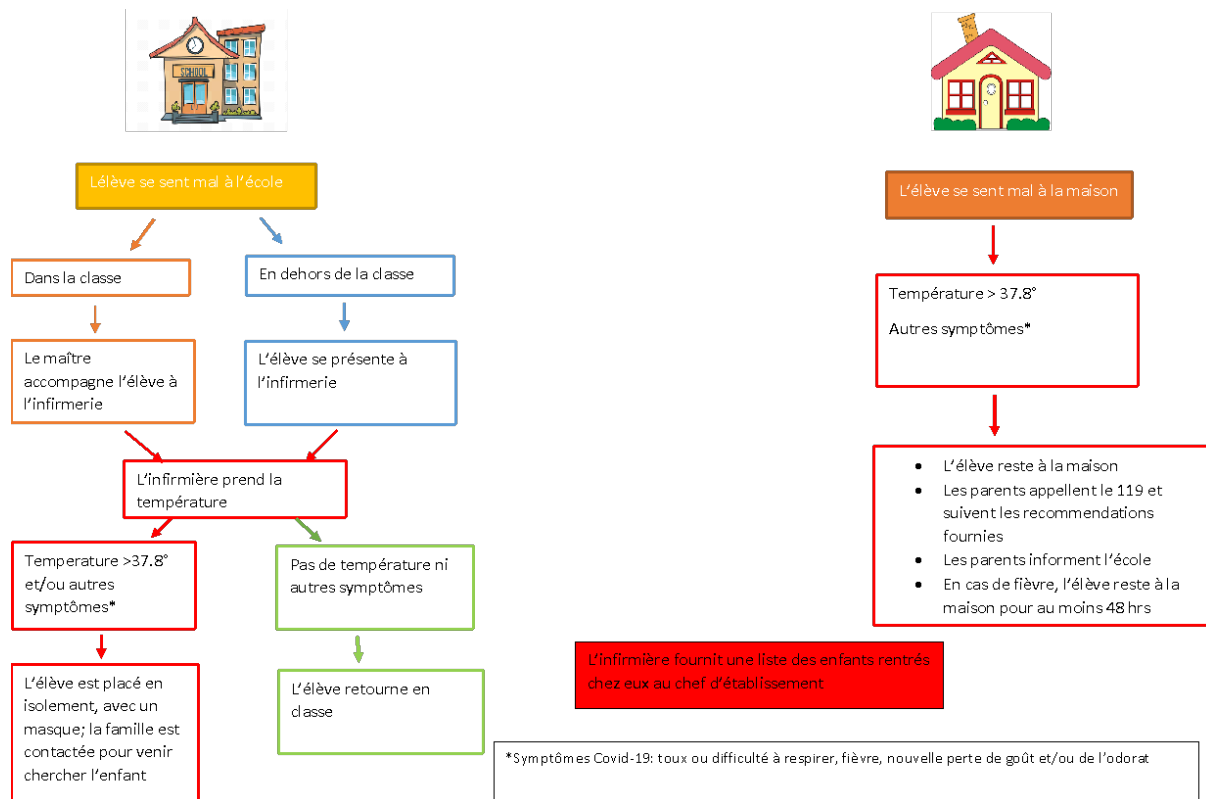 SCHOOL
Lélève se sent mal à l'école
L'élève se sent mal à la maison
Dans la classe
En dehors de la classe
Température > 37.8°
Autres symptômes*
Le maître
accompagne l'élève à
l'infirmerie
L'élève se présente à
l'infirmerie
L'infirmière prend la
température
• L'élève reste à la maison
• Les parents appellent le 119 et
suivent les recommendations
fournies
• Les parents informent l'école
• En cas de fièvre, l'élève reste à la
maison pour au moins 48 hrs
Temperature >37.8°
et/ou autres
symptômes*
Pas de température ni
autres symptômes
L'élève est placé en
isolement, avec un
masque; la famille est
contactée pour venir
chercher l'enfant
L'élève retourne en
classe
L'infirmière fournit une liste des enfants rentrés
chez eux au chef d'établissement
*Symptômes Covid-19: toux ou difficulté à respirer, fièvre, nouvelle perte de goût et/ou de l'odorat